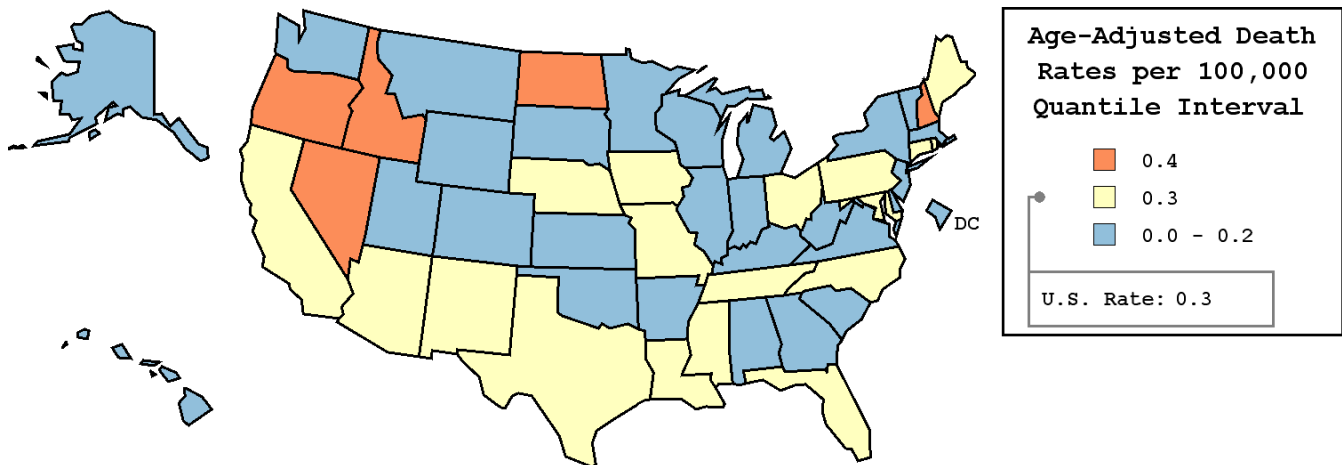 Age-Adjusted Death
Rates per 100,000
Quantile Interval
0.4
0.3
0.0 - 0.2
U.S. Rate: 0.3
DC